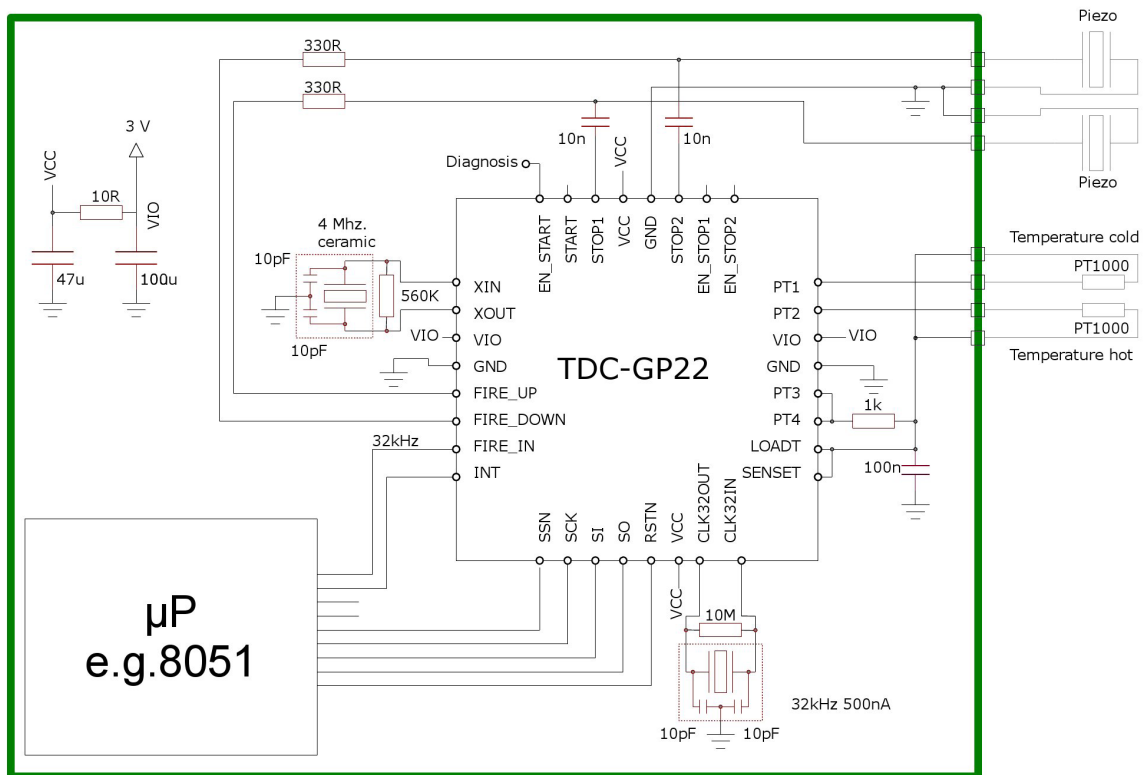 Piezo
330R
330R
3 V
10n
VCC
10n
Diagnosis
Piezo
VCC
10R
VIO
47u
100u
4 Mhz.
ceramic
10pF
560K
10pF
EN_START
START
STOP1
VCC
GND
STOP2
EN_STOP1
EN_STOP2
Temperature cold
PT1000
PT1000
Temperature hot
XIN
XOUT
VIO
VIO
GND
FIRE_UP
FIRE_DOWN
FIRE_IN
INT
32kHz
TDC-GP22
PT1
PT2
VIO
VIO
GND
PT3
PT4
1k
LOADT
SENSET
100n
SSN
SCK
SI
SO
RSTN
VCC
CLK32OUT
CLK32IN
VCC
10M
32kHz 500nA
10pF
10pF
µP
e.g.8051